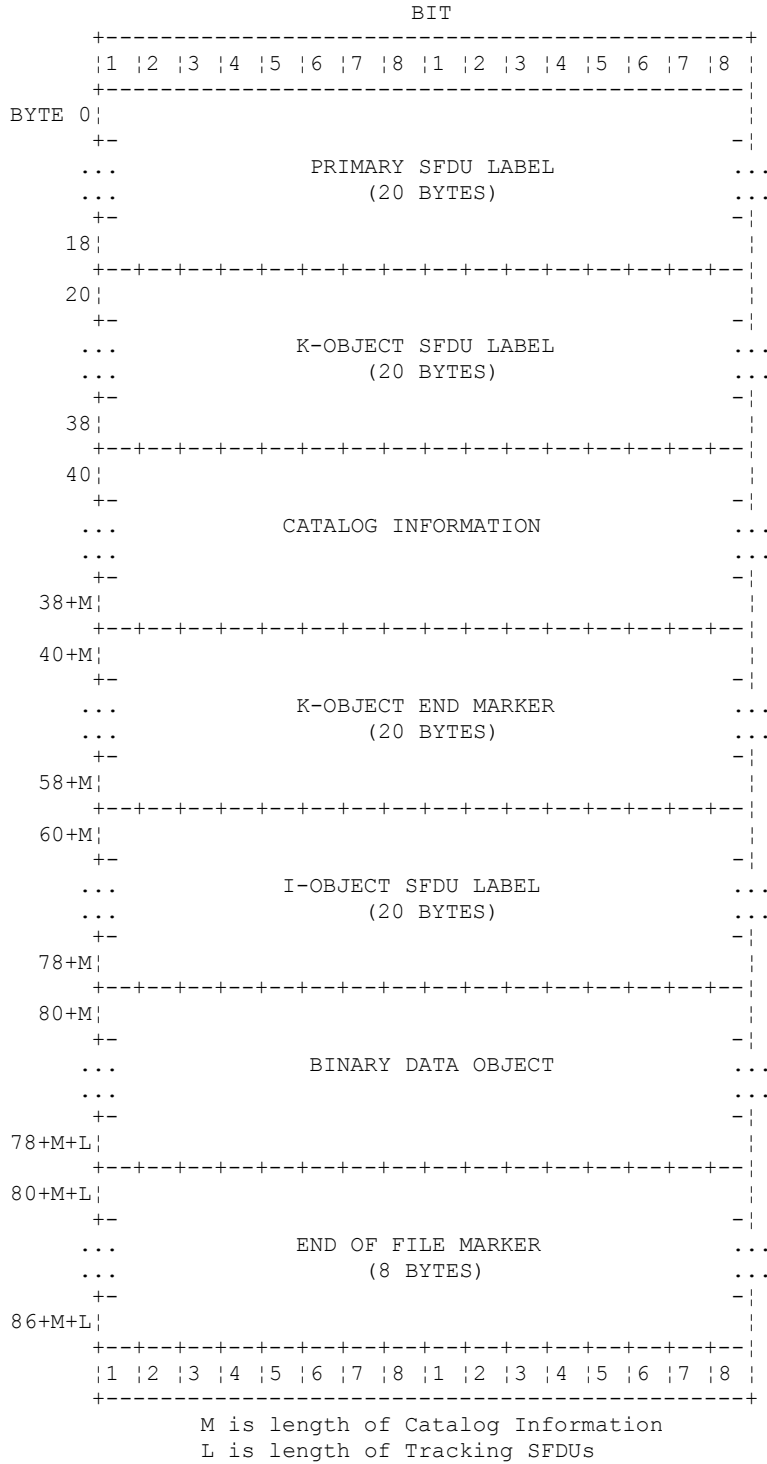 BIT
       +-----------------------------------------------+
       ¦1 ¦2 ¦3 ¦4 ¦5 ¦6 ¦7 ¦8 ¦1 ¦2 ¦3 ¦4 ¦5 ¦6 ¦7 ¦8 ¦
       +-----------------------------------------------¦
BYTE 0¦                                                ¦
       +-                                             -¦
      ...              PRIMARY SFDU LABEL             ...
      ...                  (20 BYTES)                 ...
       +-                                             -¦
     18¦                                               ¦
       +--+--+--+--+--+--+--+--+--+--+--+--+--+--+--+--¦
     20¦                                               ¦
       +-                                             -¦
      ...             K-OBJECT SFDU LABEL             ...
      ...                  (20 BYTES)                 ...
       +-                                             -¦
     38¦                                               ¦
       +--+--+--+--+--+--+--+--+--+--+--+--+--+--+--+--¦
     40¦                                               ¦
       +-                                             -¦
      ...            CATALOG INFORMATION              ...
      ...                                             ...
       +-                                             -¦
   38+M¦                                               ¦
       +--+--+--+--+--+--+--+--+--+--+--+--+--+--+--+--¦
   40+M¦                                               ¦
       +-                                             -¦
      ...             K-OBJECT END MARKER             ...
      ...                  (20 BYTES)                 ...
       +-                                             -¦
   58+M¦                                               ¦
       +--+--+--+--+--+--+--+--+--+--+--+--+--+--+--+--¦
   60+M¦                                               ¦
       +-                                             -¦
      ...            I-OBJECT SFDU LABEL              ...
      ...                  (20 BYTES)                 ...
       +-                                             -¦
   78+M¦                                               ¦
       +--+--+--+--+--+--+--+--+--+--+--+--+--+--+--+--¦
   80+M¦                                               ¦
       +-                                             -¦
      ...              BINARY DATA OBJECT             ...
      ...                                             ...
       +-                                             -¦
 78+M+L¦                                               ¦
       +--+--+--+--+--+--+--+--+--+--+--+--+--+--+--+--¦
 80+M+L¦                                               ¦
       +-                                             -¦
      ...             END OF FILE MARKER              ...
      ...                  (8 BYTES)                  ...
       +-                                             -¦
 86+M+L¦                                               ¦
       +--+--+--+--+--+--+--+--+--+--+--+--+--+--+--+--¦
       ¦1 ¦2 ¦3 ¦4 ¦5 ¦6 ¦7 ¦8 ¦1 ¦2 ¦3 ¦4 ¦5 ¦6 ¦7 ¦8 ¦
       +-----------------------------------------------+
               M is length of Catalog Information
               L is length of Tracking SFDUs